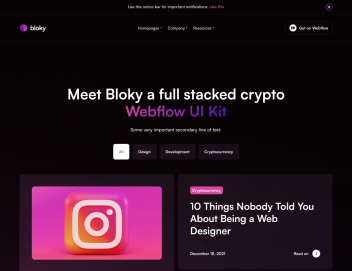 Use this notice bar for important notifications. Like this
bloky
Homepages
Company
Resources
Get on Webflow
Meet Bloky a full stacked crypto
Webflow UI Kit
Some very important secondary line of text
All
Design
Development
Cryptocurrency
Cryptocurrency
10 Things Nobody Told You
About Being a Web
Designer
December 18, 2021
Read on